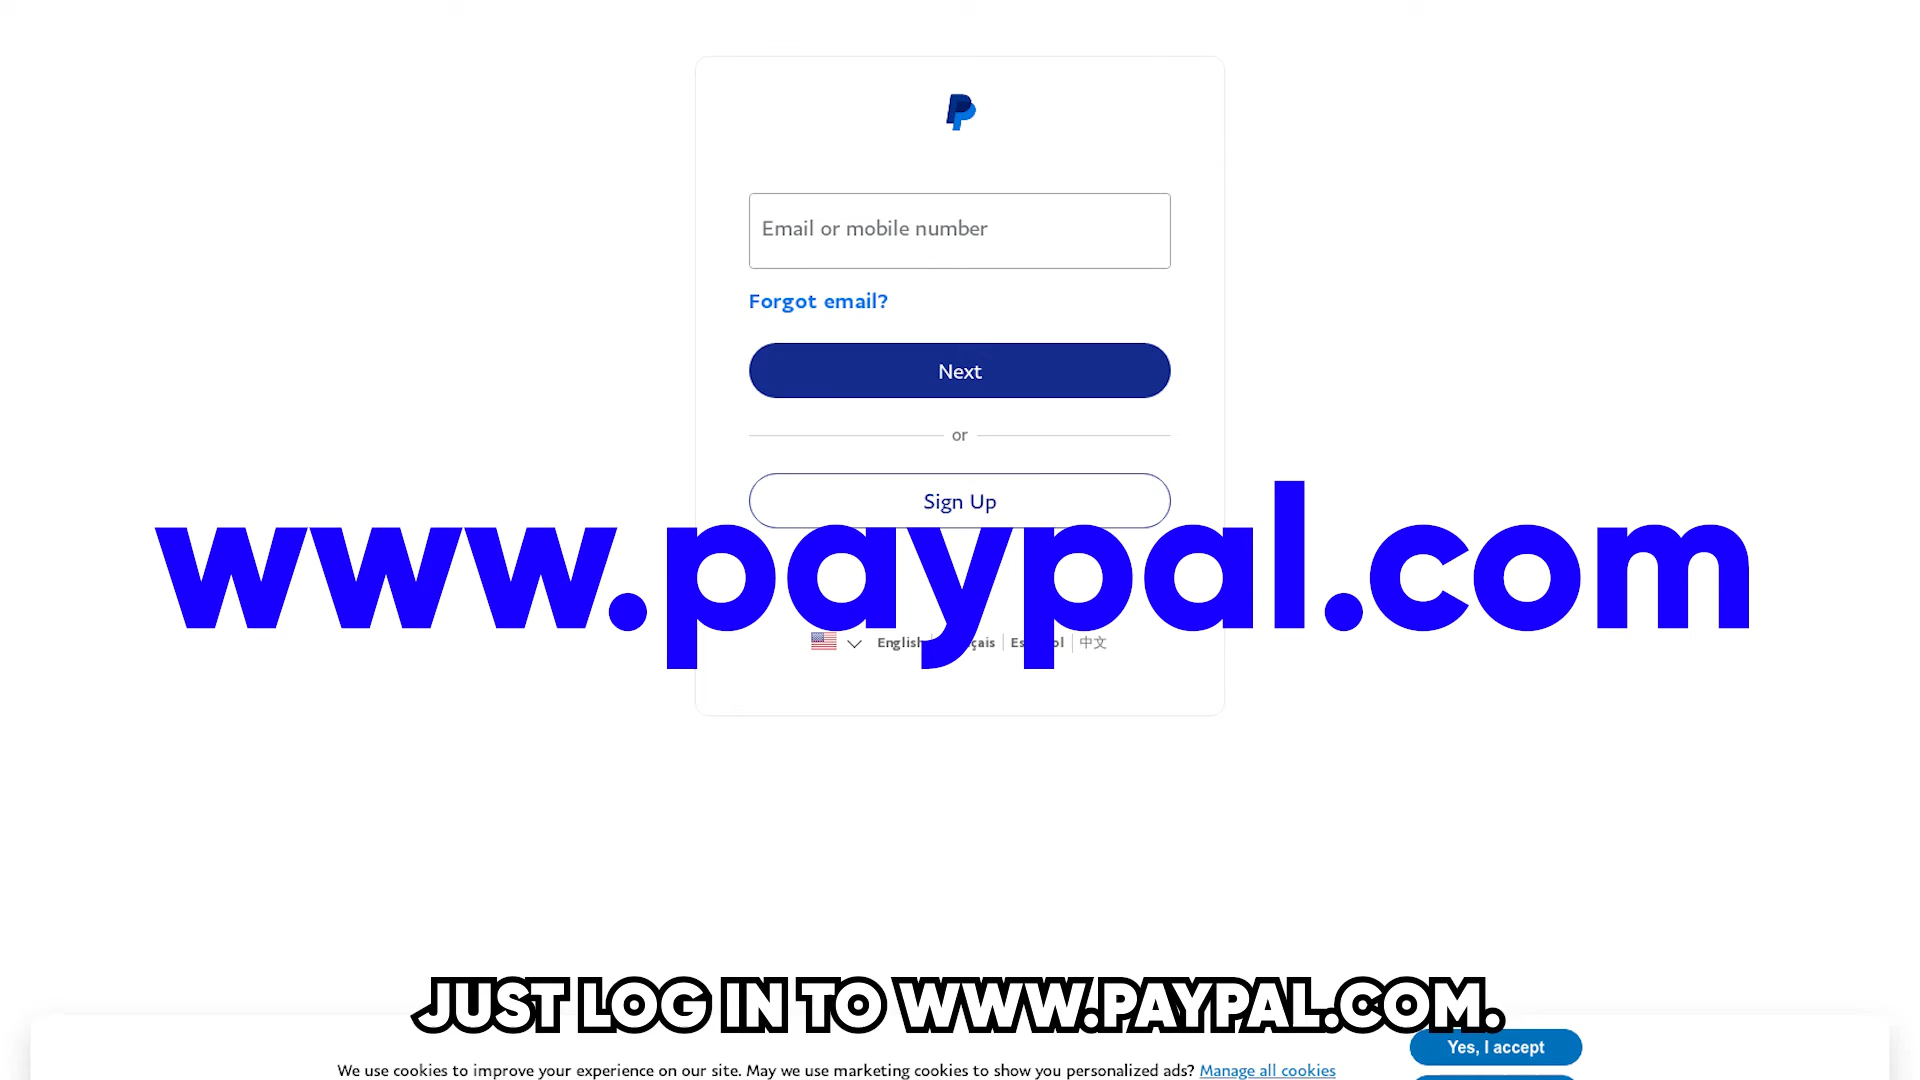 Email or mobile number
Forgot email?
Next
or
Sign Up
www.paypal.com
English
中文
JUST LOG IN TO WWW.PAYPAL.COM.
Yes, I accept
We use cookies to improve your experience on our site. May we use marketing cookies to show you personalized ads? Manage all cookies